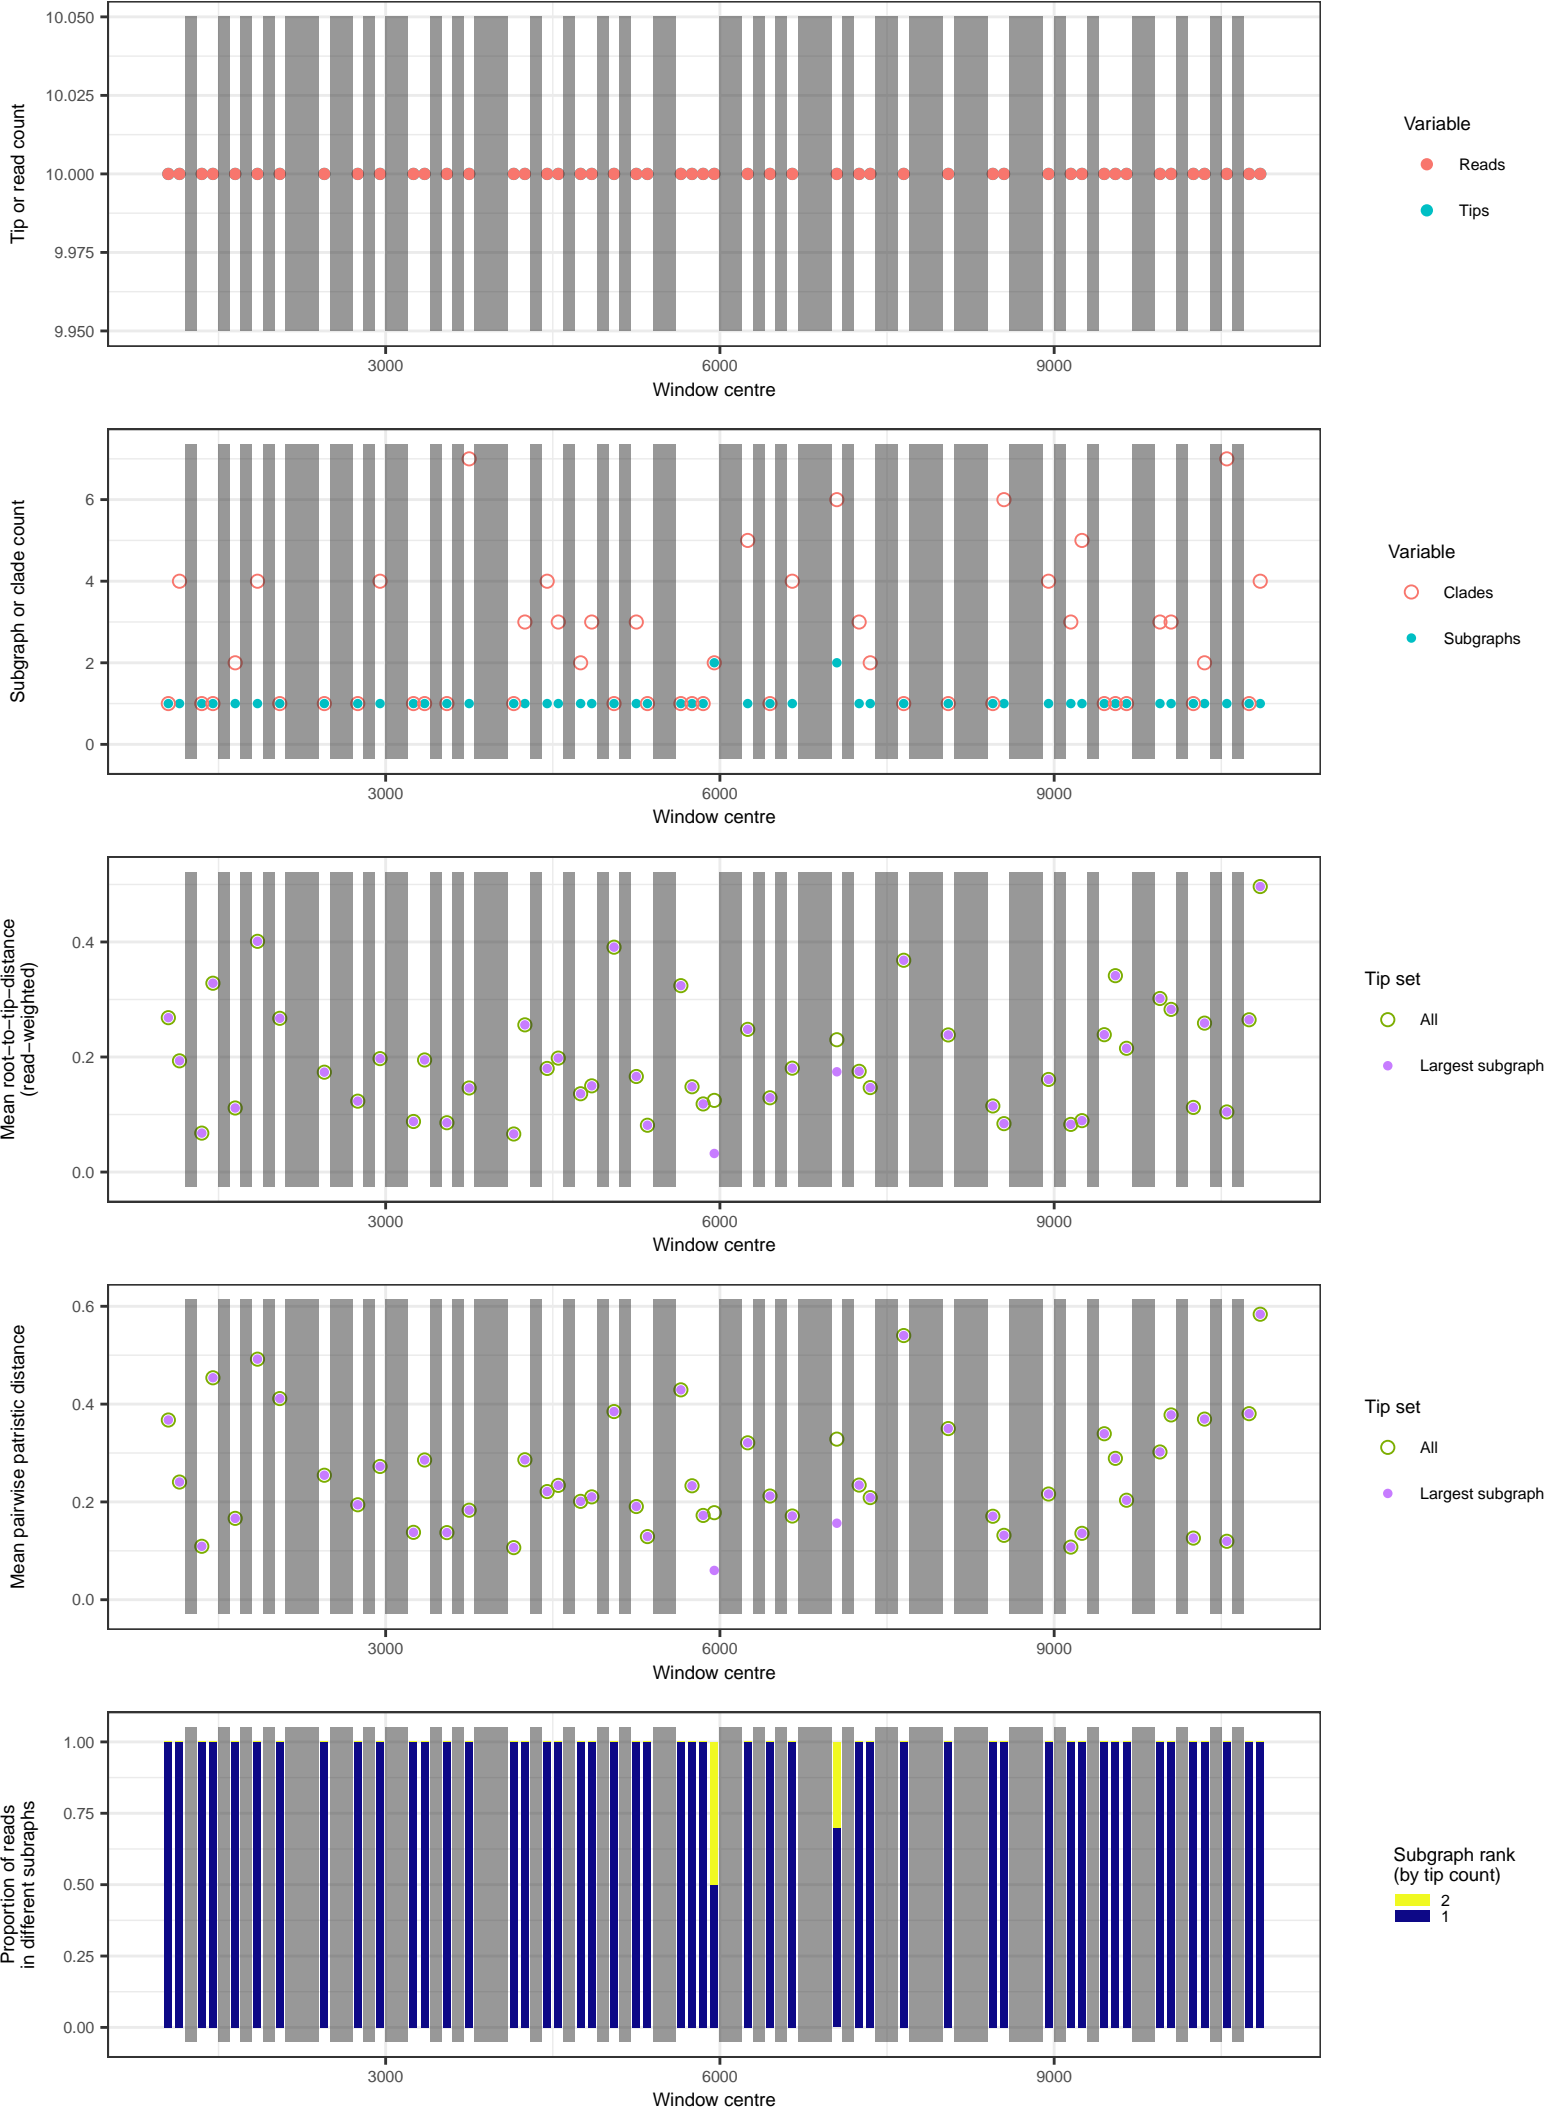 10.050
10.025
10.000
9.975
9.950
Tip or read count
3000
6000
9000
Window centre
Variable
Reads
Tips
6
4
2
0
Subgraph or clade count
3000
6000
9000
Window centre
Variable
Clades
Subgraphs
0.4
0.2
0.0
Mean root−to−tip−distance
(read−weighted)
3000
6000
9000
Window centre
Tip set
All
Largest subgraph
0.6
0.4
0.2
0.0
Mean pairwise patristic distance
3000
6000
9000
Window centre
Tip set
All
Largest subgraph
1.00
0.75
0.50
0.25
0.00
Proportion of reads
in different subraphs
3000
6000
9000
Window centre
Subgraph rank
(by tip count)
2
1